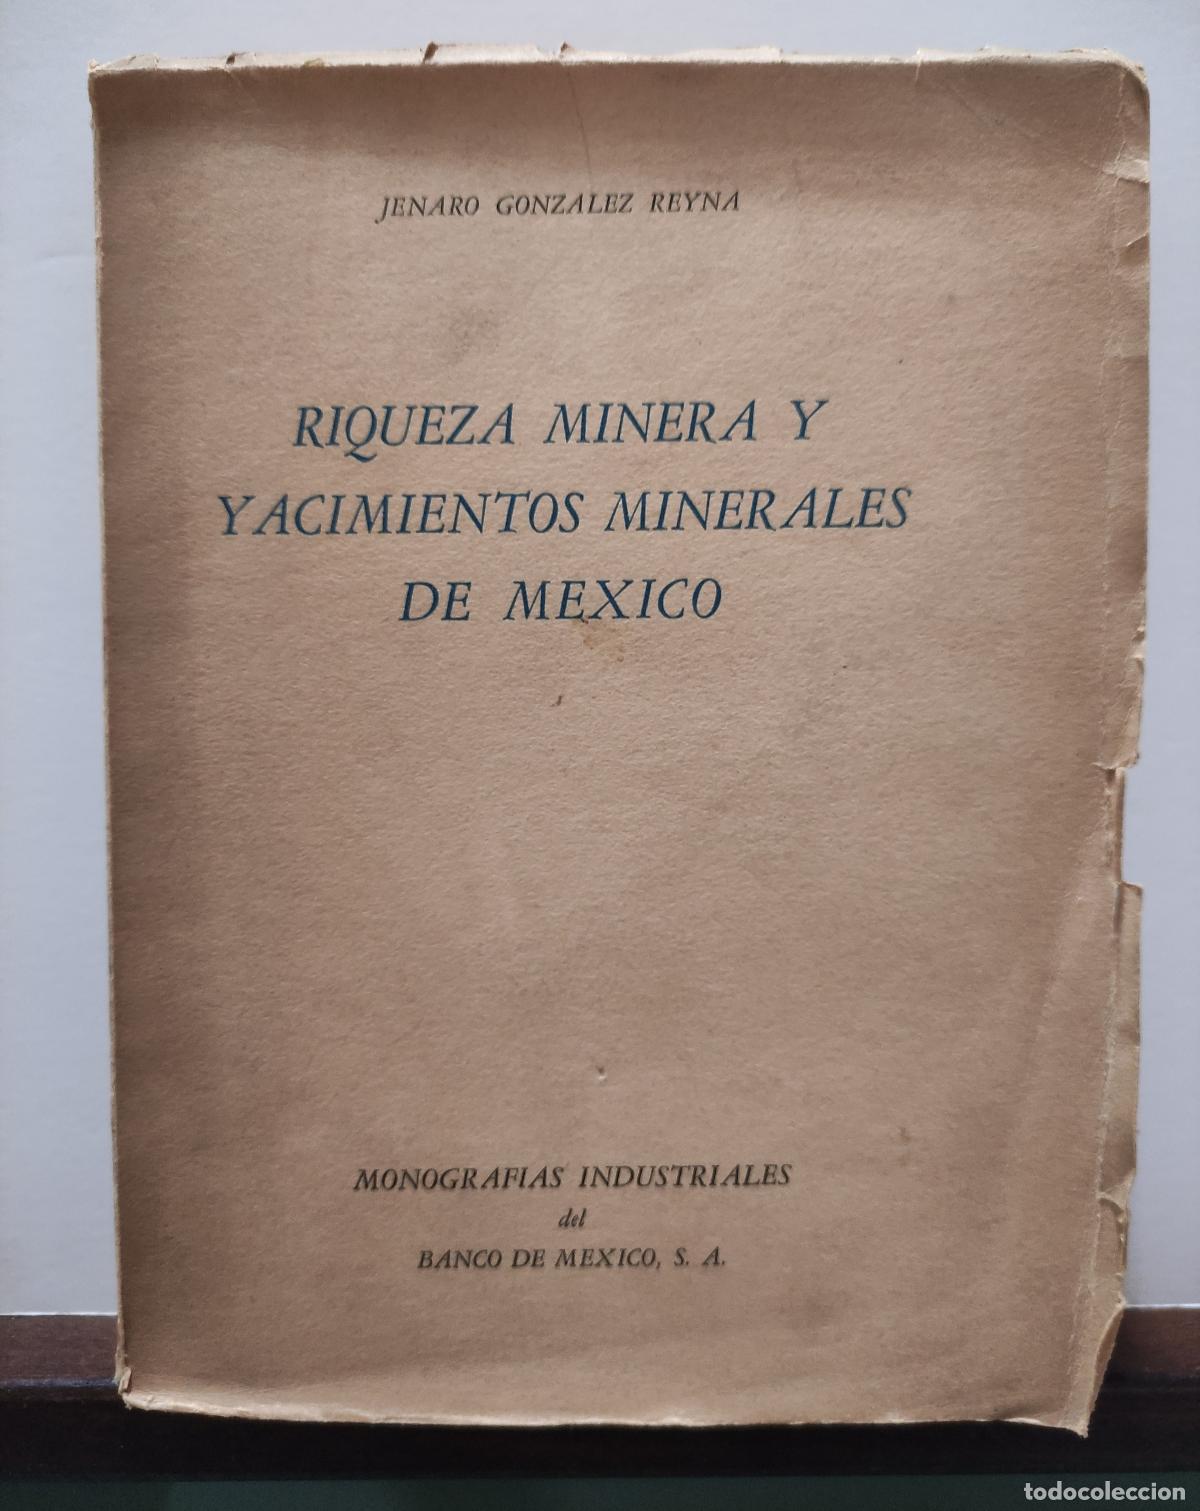 JENARO GONZALEZ REYNA
RIQUEZA MINERA Y
YACIMIENTOS MINERALES
DE MEXICO
MONOGRAFIAS INDUSTRIALES
del
BANCO DE MEXICO, S. A.
todocoleccion